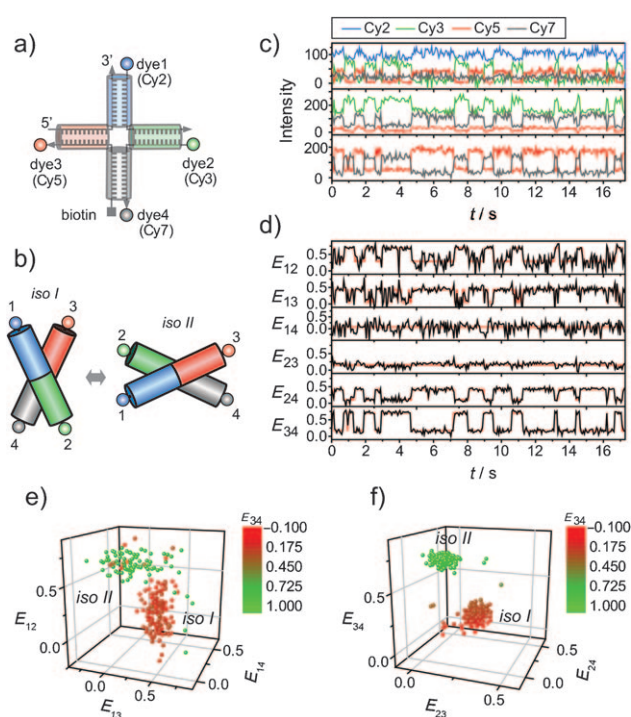 a)
3'
dye1
(Cy2)
5'
dye3
(Cy5)
dye2
(Cy3)
biotin
dye4
(Cy7)
b)
iso I
1
3
iso II
2
3
4
2
1
4
c)
Cy2 Cy3 Cy5 Cy7
Intensity
100
0
200
0
200
0
0 2 4 6 8 10 12 14 16
t / s
d)
E12 0.5 0.0
E13 0.5 0.0
E14 0.5 0.0
E23 0.5 0.0
E24 0.5 0.0
E34 0.5 0.0
0 2 4 6 8 10 12 14 16
t / s
e)
E34
-0.100
0.175
0.450
0.725
1.000
iso II
iso I
E12
0.5
0.0
0.0
0.5
E13
0.0
0.5
E14
f)
E34
-0.100
0.175
0.450
0.725
1.000
iso II
iso I
E34
0.5
0.0
0.0
0.5
E23
0.0
0.5
E24